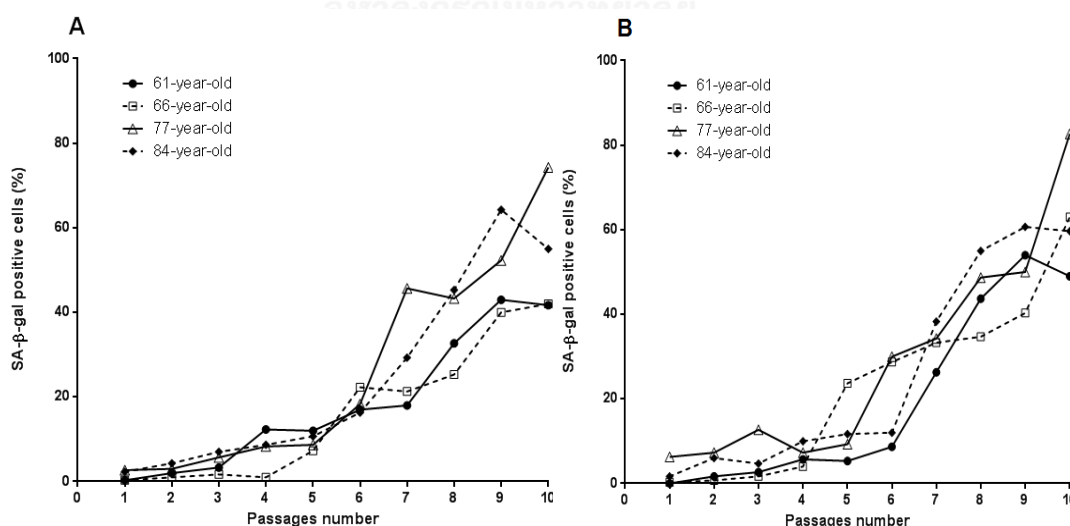 A
100
80
60
40
20
0
SA-β-gal positive cells (%)
61-year-old
66-year-old
77-year-old
84-year-old
0 1 2 3 4 5 6 7 8 9 10
Passages number
B
100
80
60
40
20
0
SA-β-gal positive cells (%)
61-year-old
66-year-old
77-year-old
84-year-old
0 1 2 3 4 5 6 7 8 9 10
Passages number